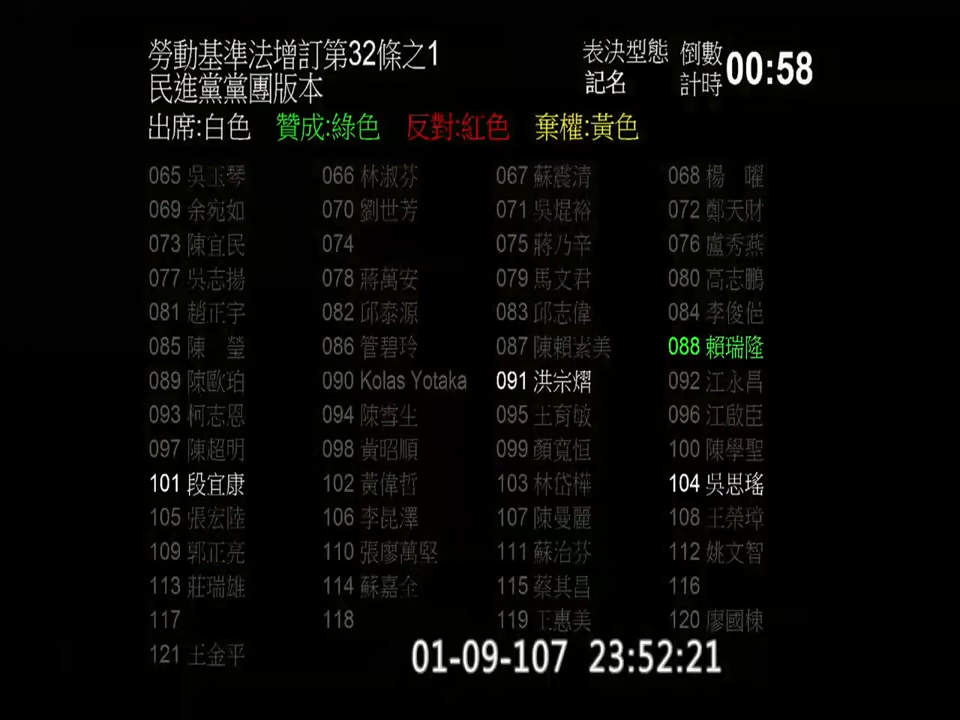 勞動基準法增訂第32條之1
民進黨黨團版本
表決型態 倒數
記名 計時 00:58
出席:白色 贊成:綠色 反對:紅色 棄權:黃色
065 吳玉琴 066 林淑芬 067 蘇震清 068 楊 曜
069 余宛如 070 劉世芳 071 吳焜裕 072 鄭天財
073 陳宜民 074 075 蔣乃辛 076 盧秀燕
077 吳志揚 078 蔣萬安 079 馬文君 080 高志鵬
081 趙正宇 082 邱泰源 083 邱志偉 084 李俊俋
085 陳 瑩 086 管碧玲 087 陳賴素美 088 賴瑞隆
089 陳歐珀 090 Kolas Yotaka 091 洪宗熠 092 江永昌
093 柯志恩 094 陳雪生 095 王育敏 096 江啟臣
097 陳超明 098 黃昭順 099 顏寬恒 100 陳學聖
101 段宜康 102 黃偉哲 103 林岱樺 104 吳思瑤
105 張宏陸 106 李昆澤 107 陳曼麗 108 王榮璋
109 郭正亮 110 張廖萬堅 111 蘇治芬 112 姚文智
113 莊瑞雄 114 蘇嘉全 115 蔡其昌 116
117 118 119 王惠美 120 廖國棟
121 王金平
01-09-107 23:52:21